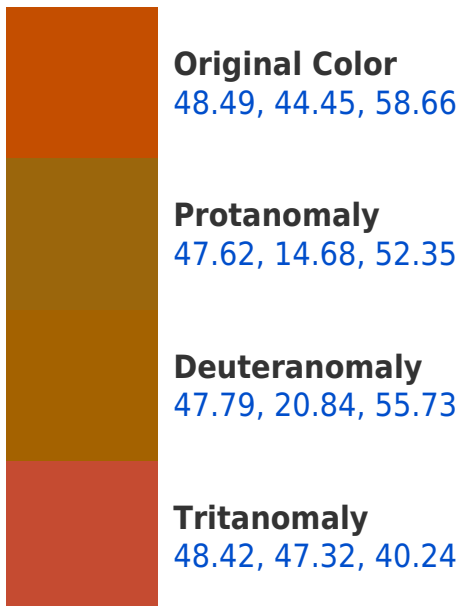 Original Color
48.49, 44.45, 58.66
Protanomaly
47.62, 14.68, 52.35
Deuteranomaly
47.79, 20.84, 55.73
Tritanomaly
48.42, 47.32, 40.24